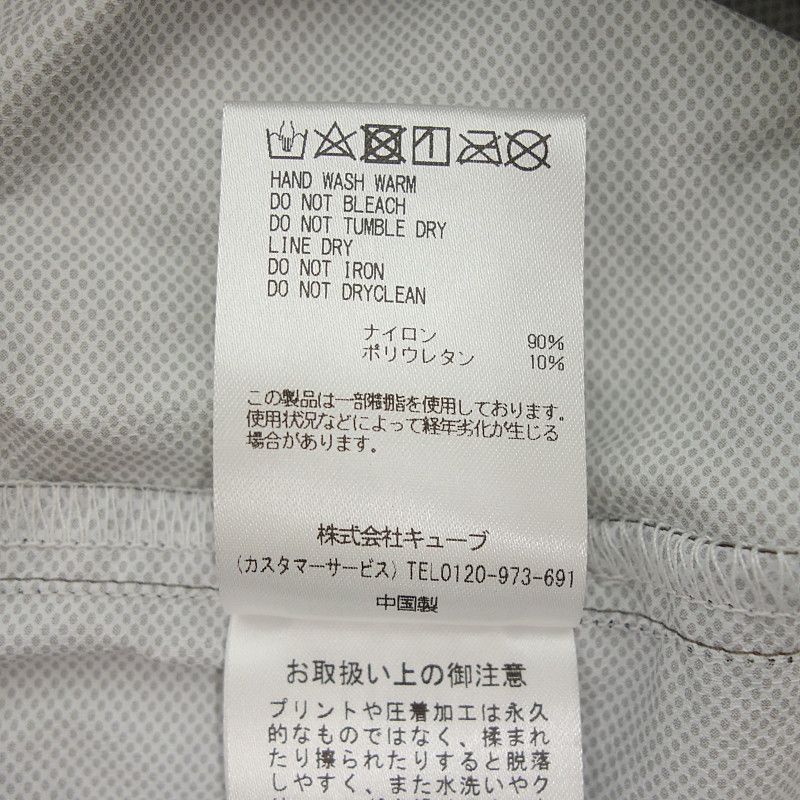 HAND WASH WARM
DO NOT BLEACH
DO NOT TUMBLE DRY
LINE DRY
DO NOT IRON
DO NOT DRYCLEAN
ナイロン 90%
ポリウレタン 10%
この製品は一部樹脂を使用しております。
使用状況などによって経年劣化が生じる
場合があります。
株式会社キューブ
(カスタマーサービス) TEL0120-973-691
中国製
お取扱い上の御注意
プリントや圧着加工は永久
的なものではなく、揉まれ
たり擦られたりすると脱落
しやすく、また水洗いやク